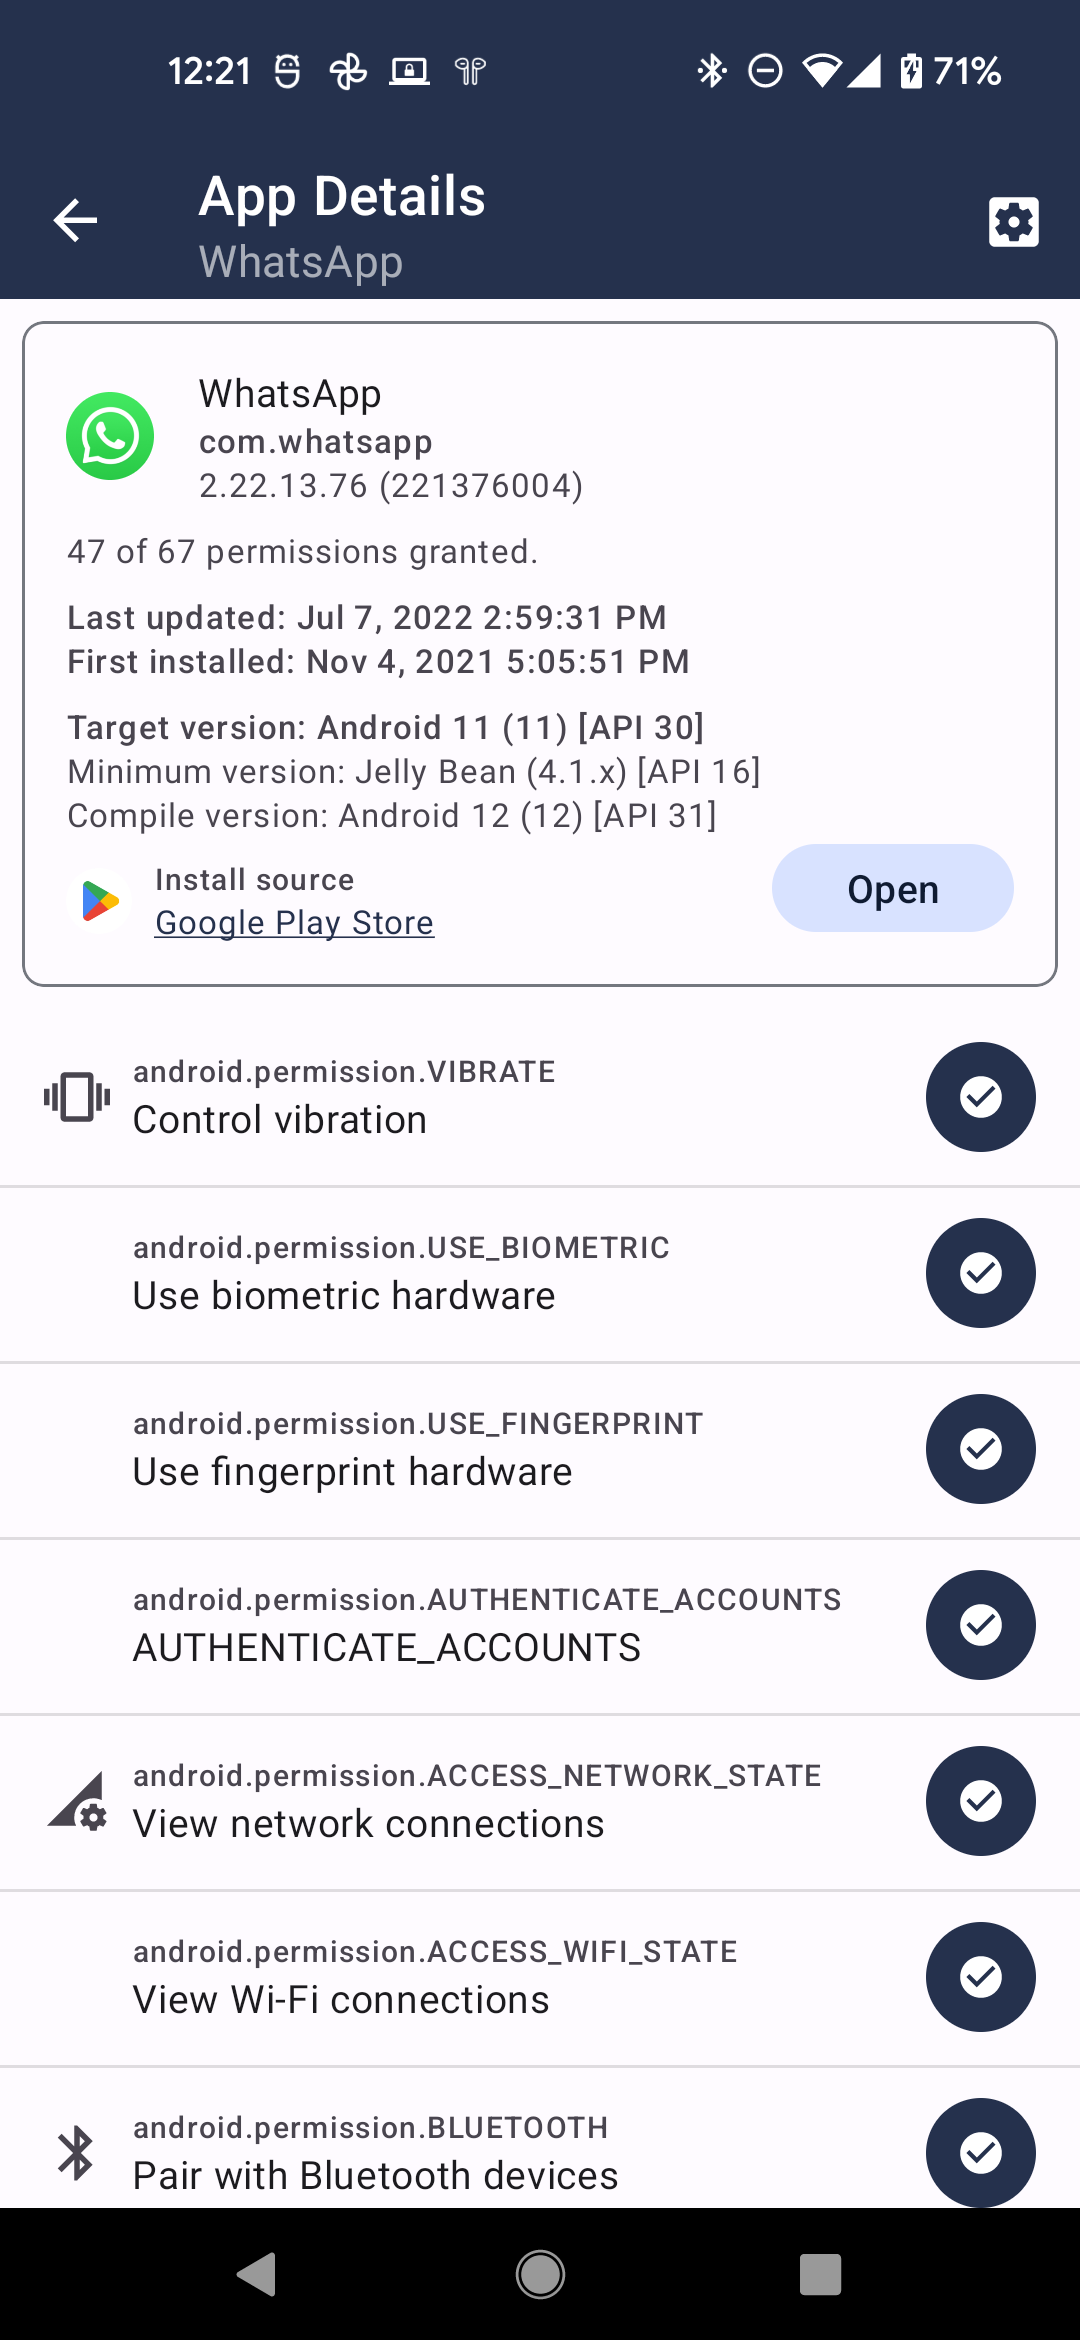 12:21
71%
App Details
WhatsApp
WhatsApp
com.whatsapp
2.22.13.76 (221376004)
47 of 67 permissions granted.
Last updated: Jul 7, 2022 2:59:31 PM
First installed: Nov 4, 2021 5:05:51 PM
Target version: Android 11 (11) [API 30]
Minimum version: Jelly Bean (4.1.x) [API 16]
Compile version: Android 12 (12) [API 31]
Install source
Google Play Store
Open
android.permission.VIBRATE
Control vibration
android.permission.USE_BIOMETRIC
Use biometric hardware
android.permission.USE_FINGERPRINT
Use fingerprint hardware
android.permission.AUTHENTICATE_ACCOUNTS
AUTHENTICATE_ACCOUNTS
android.permission.ACCESS_NETWORK_STATE
View network connections
android.permission.ACCESS_WIFI_STATE
View Wi-Fi connections
android.permission.BLUETOOTH
Pair with Bluetooth devices